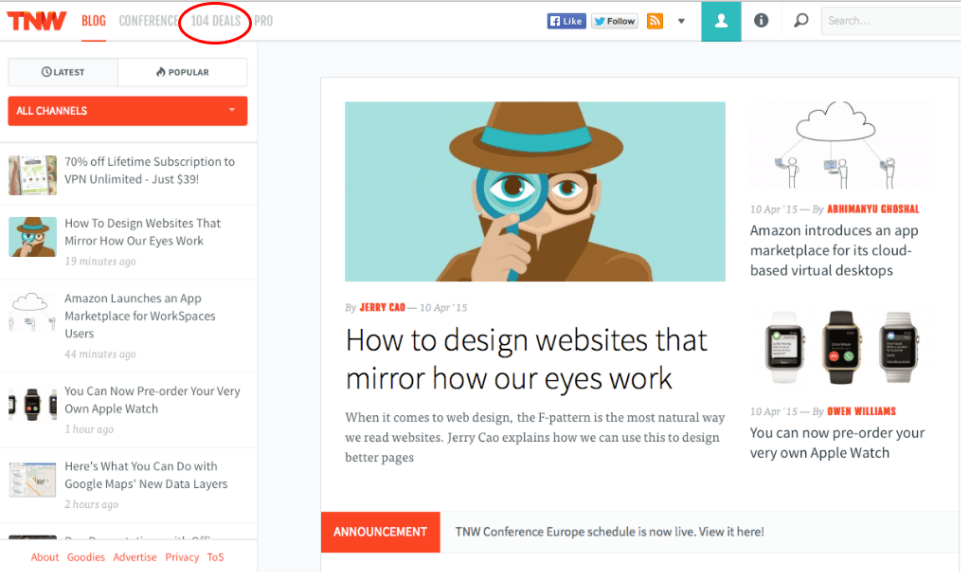 TNW BLOG CONFERENCE 104 DEALS PRO Like Follow Search...
LATEST POPULAR
ALL CHANNELS
70% off Lifetime Subscription to
VPN Unlimited - Just $39!
How To Design Websites That
Mirror How Our Eyes Work
19 minutes ago
Amazon Launches an App
Marketplace for WorkSpaces
Users
44 minutes ago
You Can Now Pre-order Your Very
Own Apple Watch
1 hour ago
Here's What You Can Do with
Google Maps' New Data Layers
2 hours ago
About Goodies Advertise Privacy ToS
By JERRY CAO — 10 Apr '15
How to design websites that
mirror how our eyes work
When it comes to web design, the F-pattern is the most natural way
we read websites. Jerry Cao explains how we can use this to design
better pages
10 Apr '15 — By ABHIMANYU GHOSHAL
Amazon introduces an app
marketplace for its cloud-
based virtual desktops
10 Apr '15 — By OWEN WILLIAMS
You can now pre-order your
very own Apple Watch
ANNOUNCEMENT TNW Conference Europe schedule is now live. View it here!